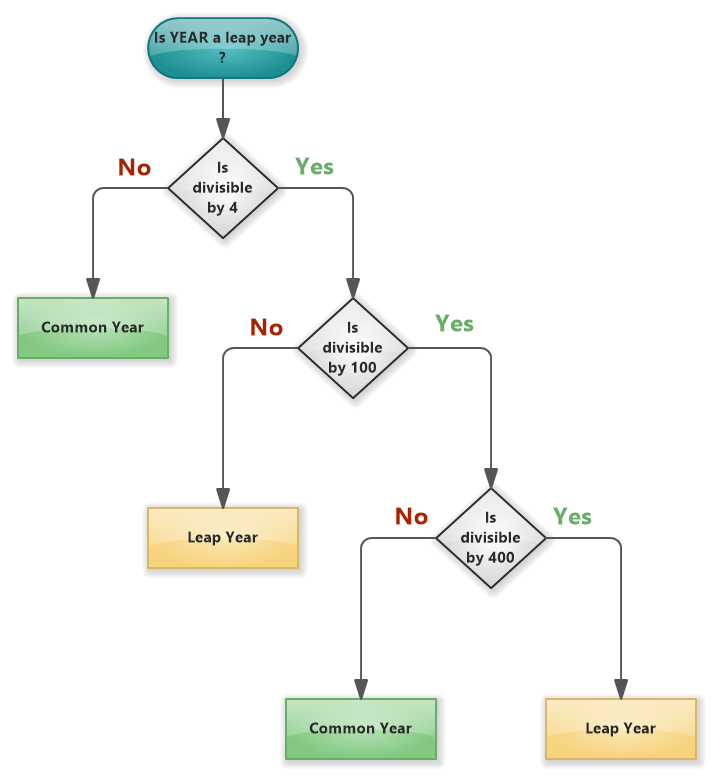 Is YEAR a leap year
?
No
Yes
Is
divisible
by 4
Common Year
No
Yes
Is
divisible
by 100
Leap Year
No
Yes
Is
divisible
by 400
Common Year
Leap Year